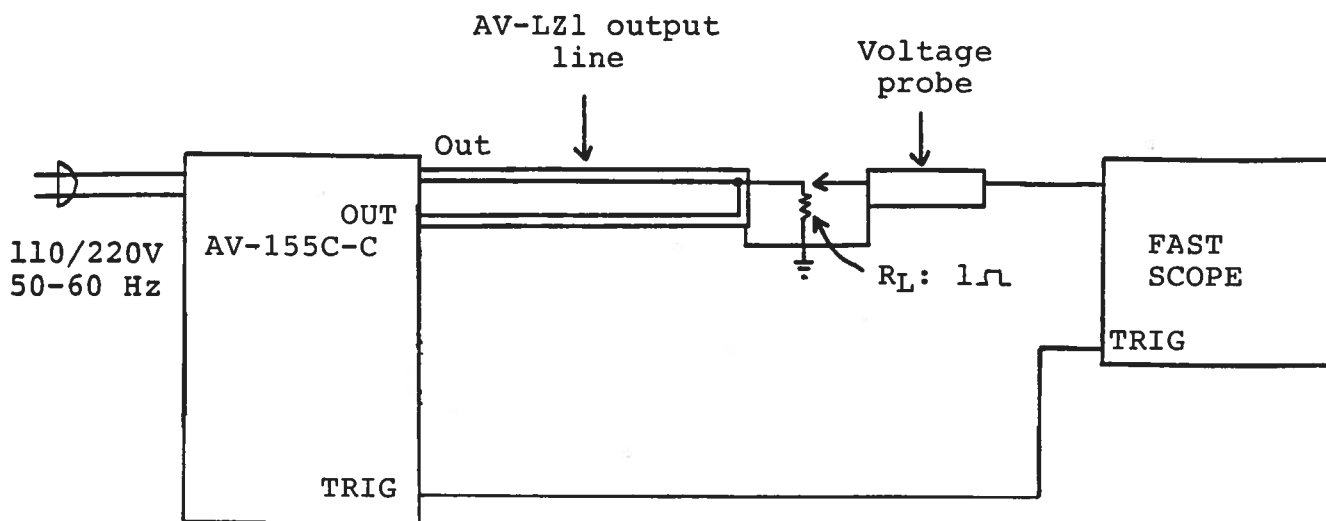 AV-LZ1 output
line
Voltage
probe
Out
OUT
AV-155C-C
110/220V
50-60 Hz
RL: 1Ω
FAST
SCOPE
TRIG
TRIG